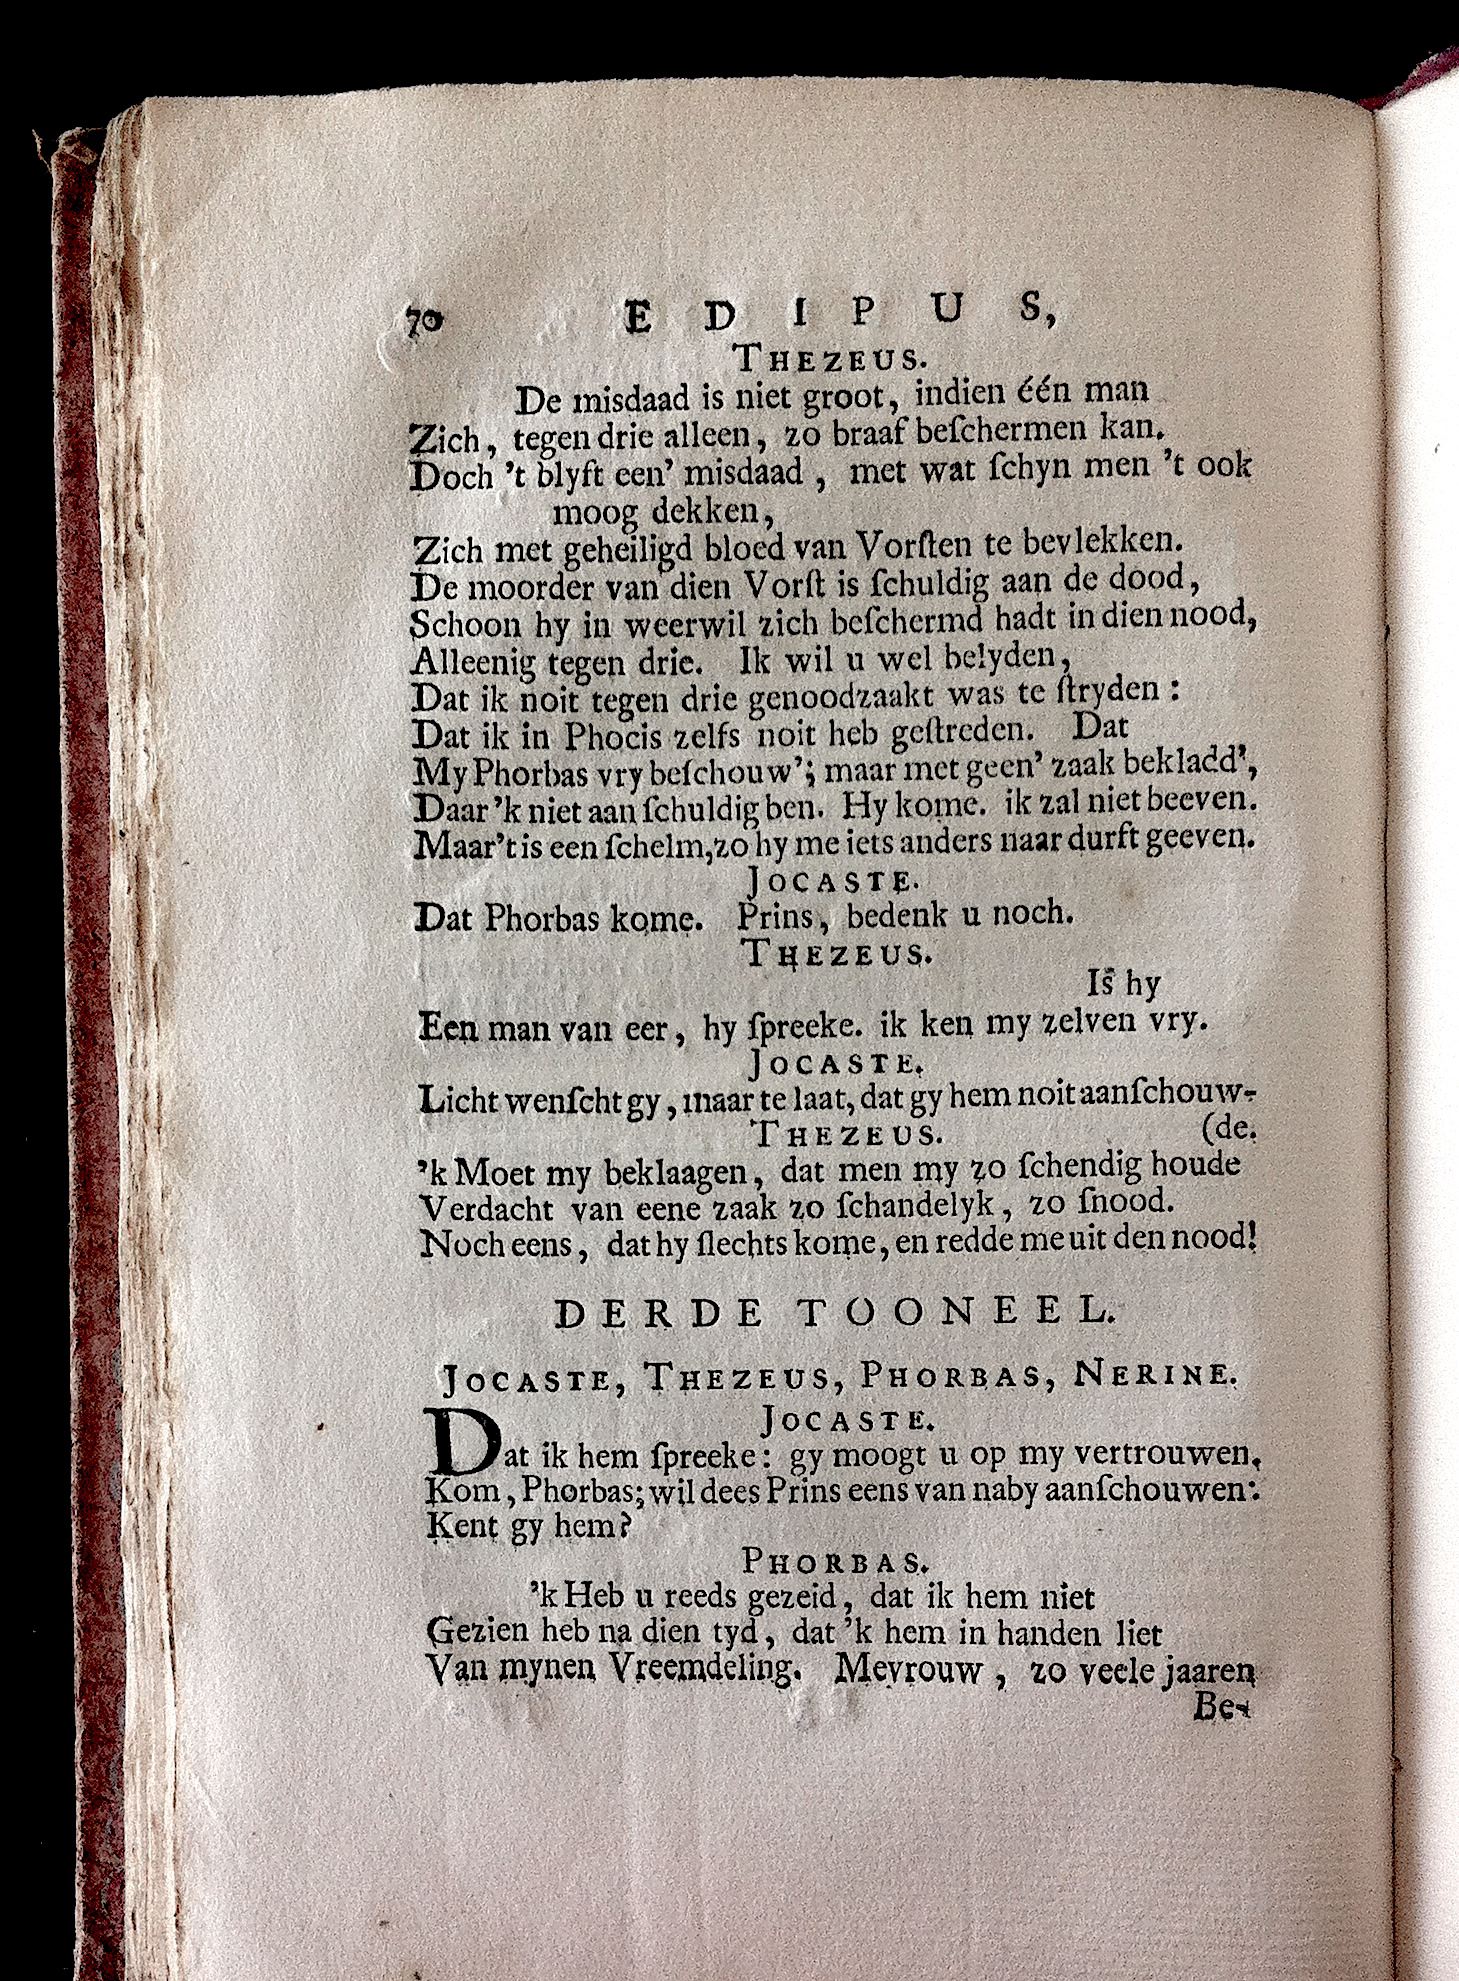 70 E D I P U S,
THEZEUS.
De misdaad is niet groot, indien één man
Zich, tegen drie alleen, zo braaf beſchermen kan.
Doch 't blyft een' misdaad, met wat ſchyn men 't ook
moog dekken,
Zich met geheiligd bloed van Vorſten te bevlekken.
De moorder van dien Vorſt is ſchuldig aan de dood,
Schoon hy in weerwil zich beſchermd hadt in dien nood,
Alleenig tegen drie. Ik wil u wel belyden,
Dat ik noit tegen drie genoodzaakt was te ſtryden:
Dat ik in Phocis zelfs noit heb geſtreden. Dat
My Phorbas vry beſchouw'; maar met geen' zaak bekladd',
Daar 'k niet aan ſchuldig ben. Hy kome. ik zal niet beeven.
Maar 't is een ſchelm, zo hy me iets anders naar durft geeven.
JOCASTE.
Dat Phorbas kome. Prins, bedenk u noch.
THEZEUS.
Is hy
Een man van eer, hy ſpreeke. ik ken my zelven vry.
JOCASTE.
Licht wenſcht gy, maar te laat, dat gy hem noit aanſchouw-
THEZEUS. (de.
'k Moet my beklaagen, dat men my zo ſchendig houde
Verdacht van eene zaak zo ſchandelyk, zo ſnood.
Noch eens, dat hy ſlechts kome, en redde me uit den nood!
DERDE TOONEEL.
JOCASTE, THEZEUS, PHORBAS, NERINE.
JOCASTE.
Dat ik hem ſpreeke: gy moogt u op my vertrouwen,
Kom, Phorbas; wil dees Prins eens van naby aanſchouwen:
Kent gy hem?
PHORBAS.
'k Heb u reeds gezeid, dat ik hem niet
Gezien heb na dien tyd, dat 'k hem in handen liet
Van mynen Vreemdeling. Mevrouw, zo veele jaaren
Be-